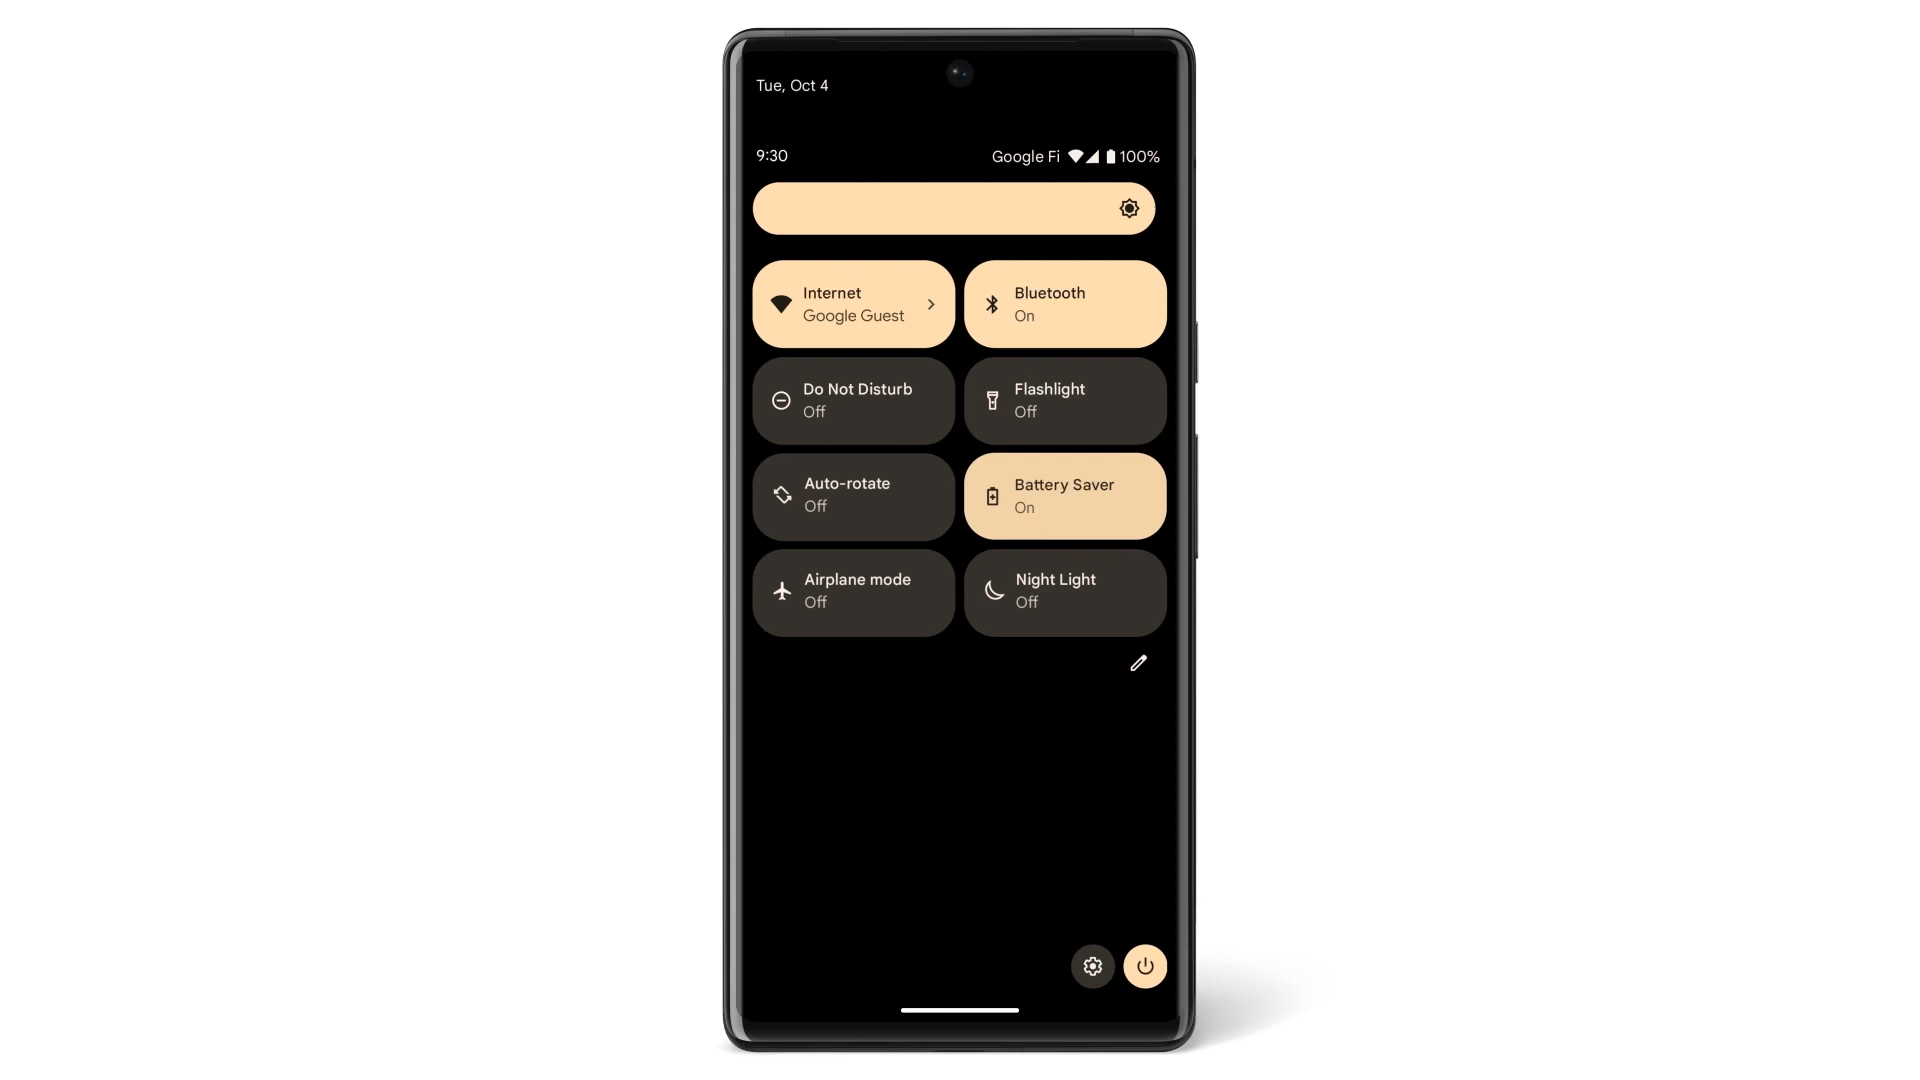 Tue, Oct 4
9:30
Google Fi 100%
Internet
Google Guest
Bluetooth
On
Do Not Disturb
Off
Flashlight
Off
Auto-rotate
Off
Battery Saver
On
Airplane mode
Off
Night Light
Off